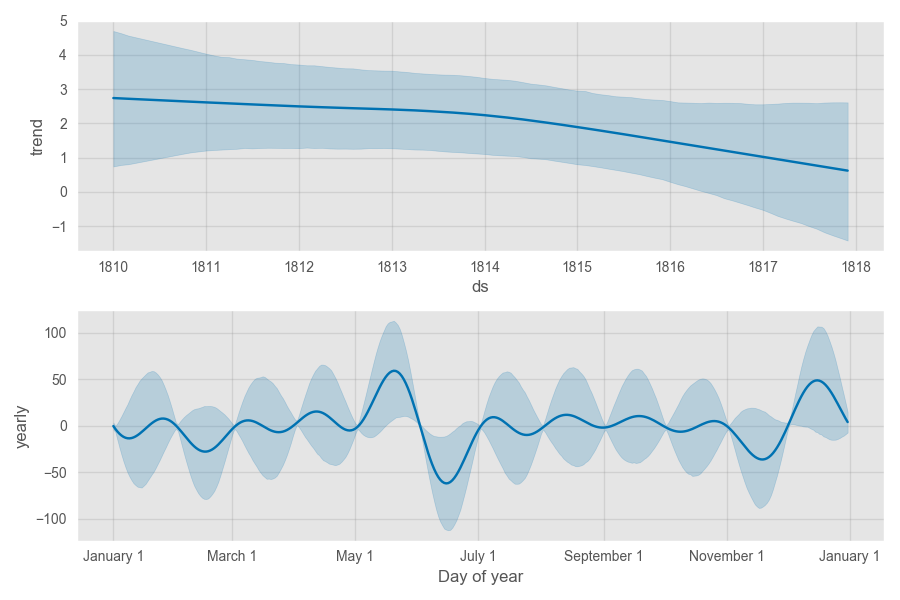 5
4
3
2
1
0
−1
trend
1810 1811 1812 1813 1814 1815 1816 1817 1818
ds
100
50
0
−50
−100
yearly
January 1 March 1 May 1 July 1 September 1 November 1 January 1
Day of year